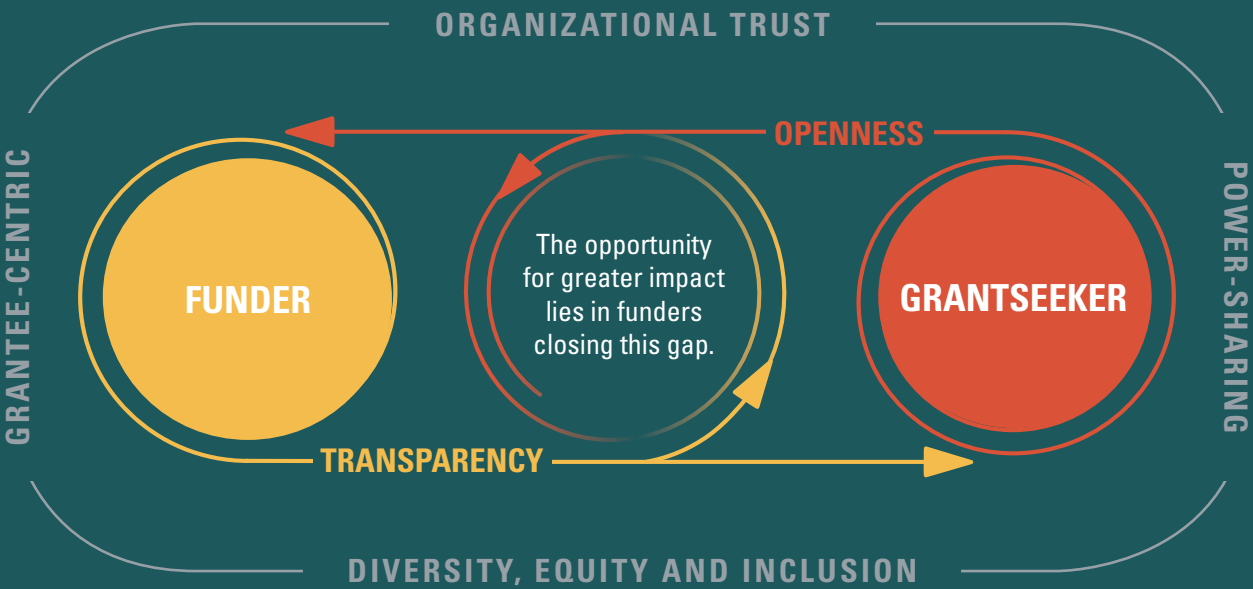 ORGANIZATIONAL TRUST
OPENNESS
GRANTEE-CENTRIC
FUNDER
The opportunity
for greater impact
lies in funders
closing this gap.
GRANTSEEKER
POWER-SHARING
TRANSPARENCY
DIVERSITY, EQUITY AND INCLUSION